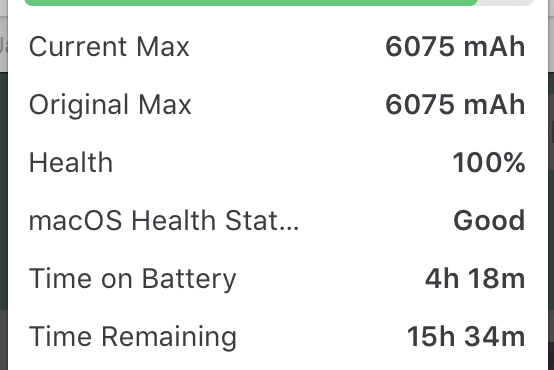 Current Max 6075 mAh
Original Max 6075 mAh
Health 100%
macOS Health Stat...
Good
Time on Battery 4h 18m
Time Remaining 15h 34m